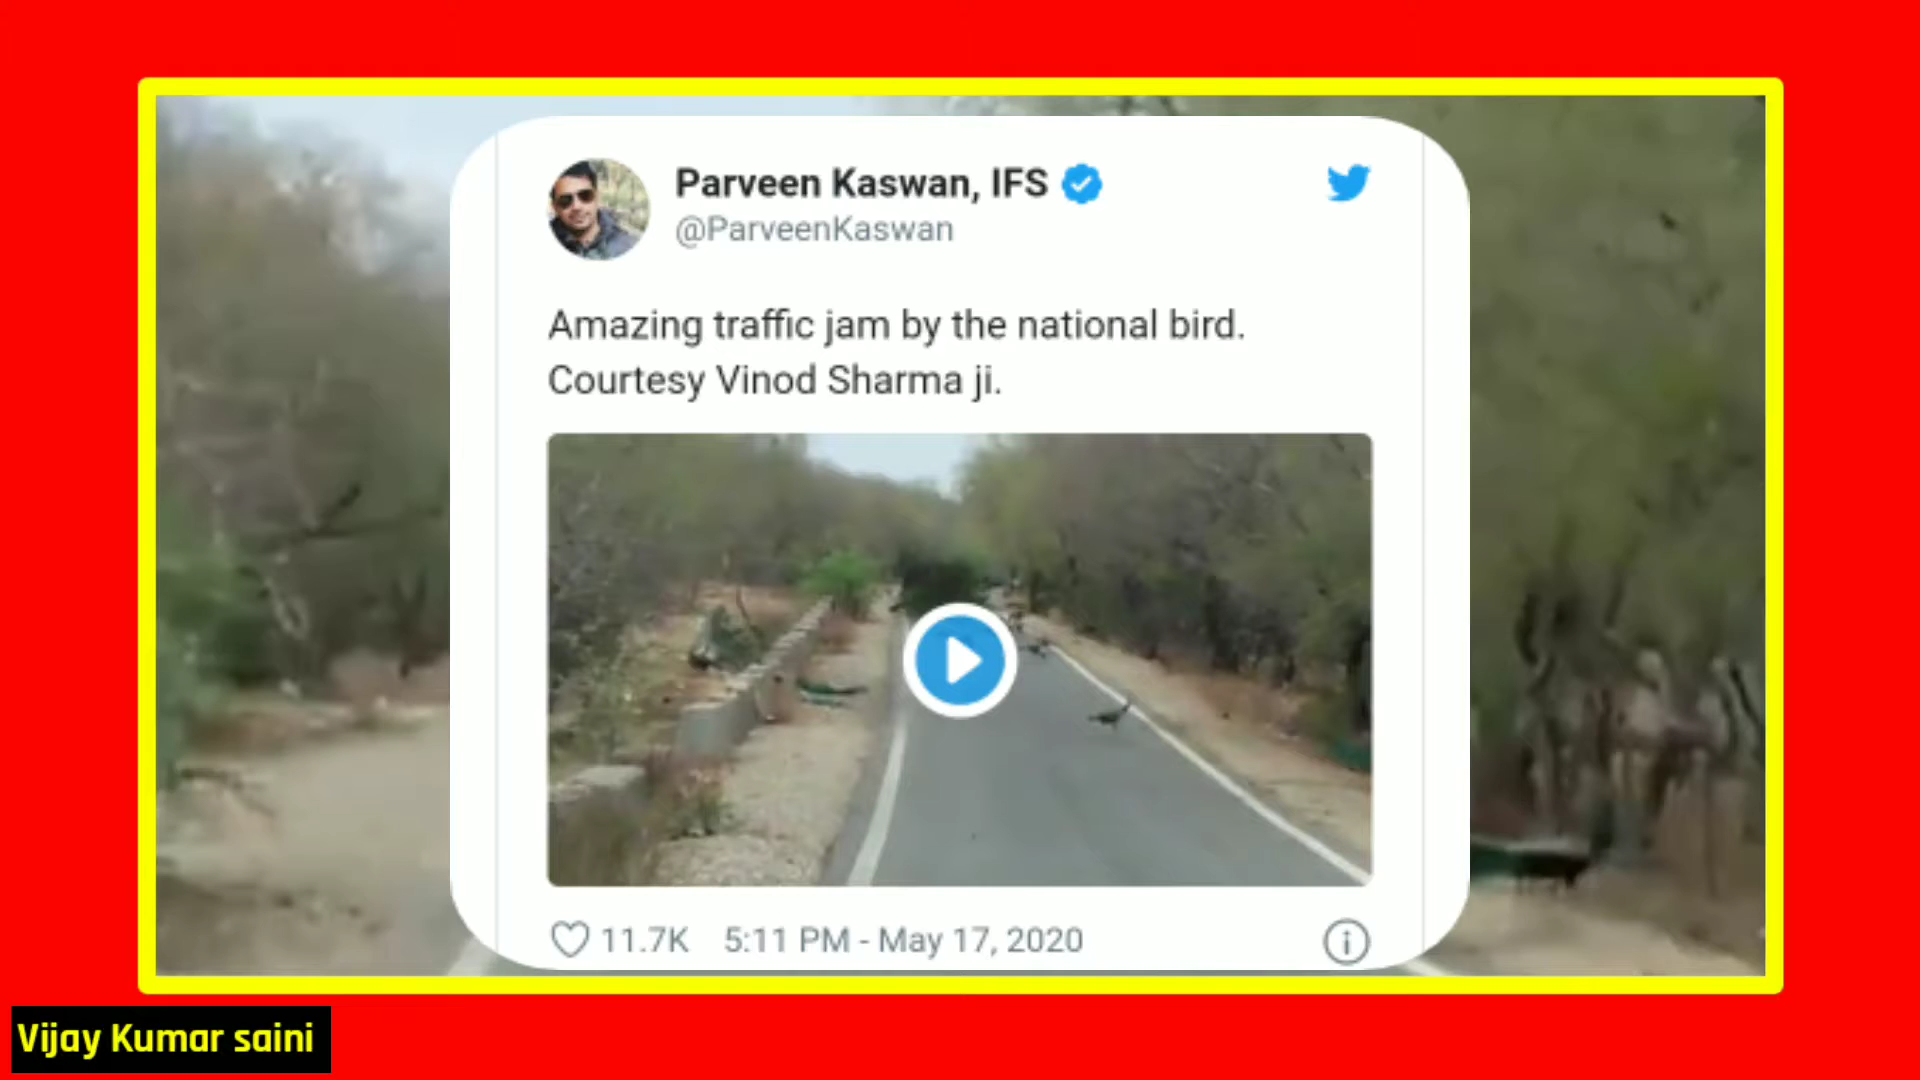 Parveen Kaswan, IFS
@ParveenKaswan
Amazing traffic jam by the national bird.
Courtesy Vinod Sharma ji.
11.7K 5:11 PM - May 17, 2020
Vijay Kumar saini